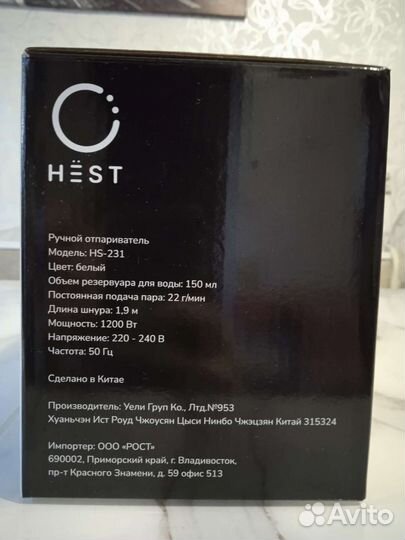 HËST
Ручной отпариватель
Модель: HS-231
Цвет: белый
Объем резервуара для воды: 150 мл
Постоянная подача пара: 22 г/мин
Длина шнура: 1,9 м
Мощность: 1200 Вт
Напряжение: 220 - 240 В
Частота: 50 Гц
Сделано в Китае
Производитель: Уели Груп Ко., Лтд.№953
Хуаньчэн Ист Роуд Чжоусян Цыси Нинбо Чжэцзян Китай 315324
Импортер: ООО «РОСТ»
690002, Приморский край, г. Владивосток,
пр-т Красного Знамени, д. 59 офис 513
Avito